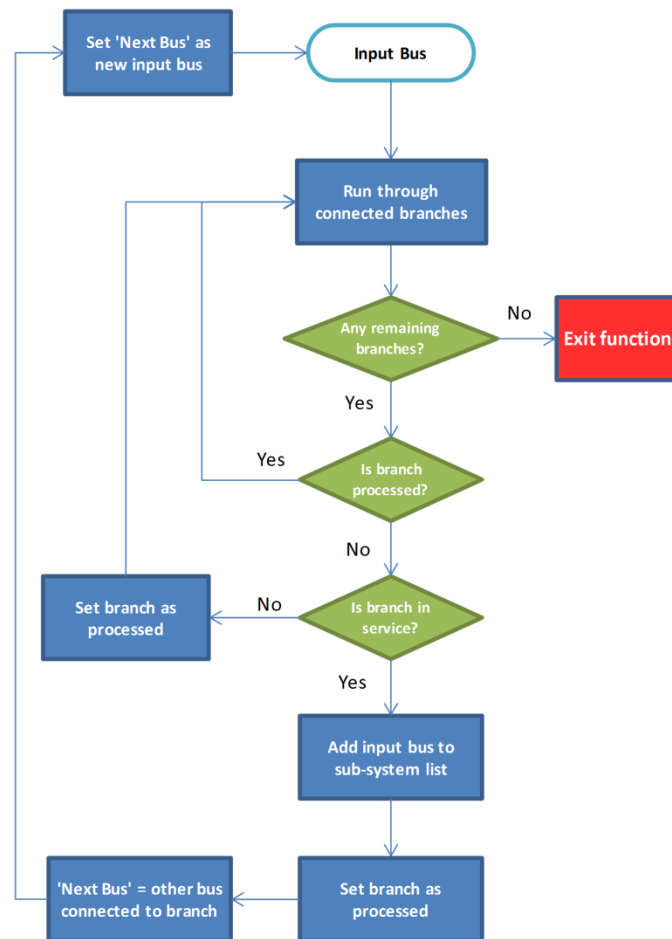 Set 'Next Bus' as
new input bus
Input Bus
Run through
connected branches
Any remaining
branches?
No
Exit function
Yes
Is branch
processed?
Yes
No
Is branch in
service?
No
Set branch as
processed
Yes
Add input bus to
sub-system list
Set branch as
processed
'Next Bus' = other bus
connected to branch